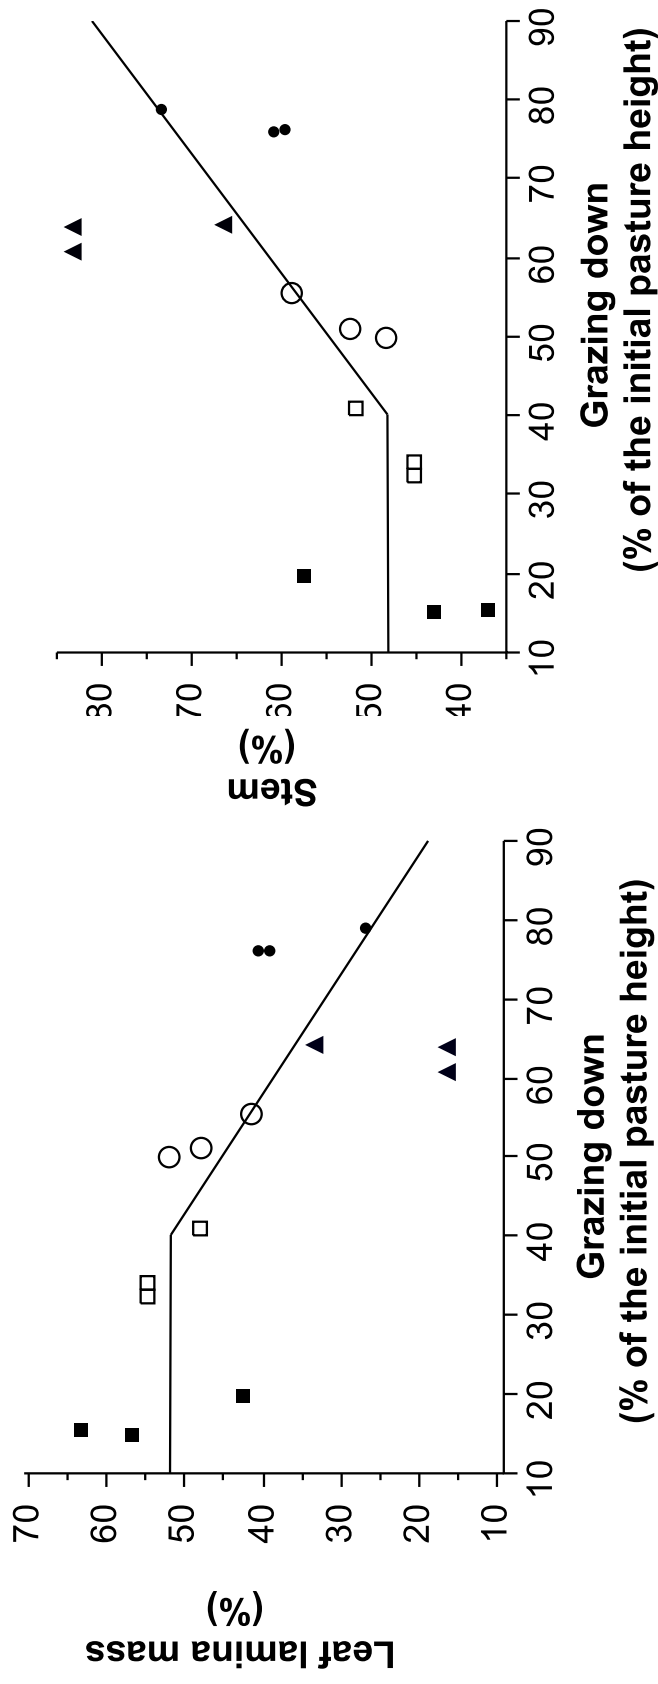 Leaf lamina mass
(%)
70
60
50
40
30
20
10
10 20 30 40 50 60 70 80 90
Grazing down
(% of the initial pasture height)
Stem
(%)
80
70
60
50
40
10 20 30 40 50 60 70 80 90
Grazing down
(% of the initial pasture height)